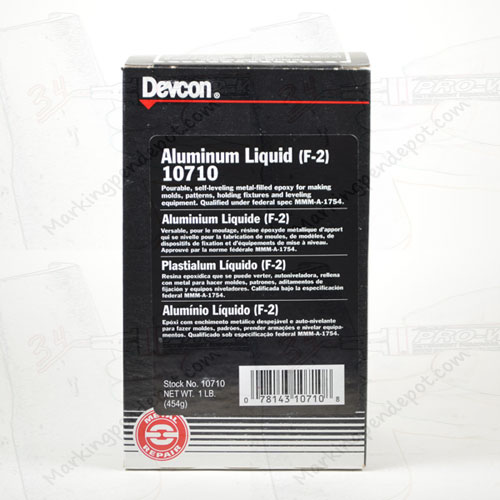 Devcon®
Aluminum Liquid (F-2)
10710
Pourable, self-leveling metal-filled epoxy for making
molds, patterns, holding fixtures and leveling
equipment. Qualified under federal spec MMM-A-1754.
Aluminium Liquide (F-2)
Versable, pour le moulage, résine époxyde metallique d'apport
qui se nivelle pour la fabrication de moules, de modèles, de
dispositifs de fixation et d'équipements de mise à niveau.
Approuvé par la norme fédérale MMM-A-1754.
Plastialum Líquido (F-2)
Resina epoxídica que se puede verter, autoniveladora, rellena
con metal para hacer moldes, patrones, aditamentos de
fijación y equipos niveladores. Calificada bajo la especificación
federal MMM-A-1754.
Alumínio Líquido (F-2)
Epóxi com enchimento metálico despejável e auto-nivelante
para fazer moldes, padrões, prender armações e nivelar equipa-
mentos. Qualificado sob especificação federal MMM-A-1754.
Stock No. 10710
NET WT. 1 LB.
(454g)
0 78143 10710 8
METAL
REPAIR
Markingpendepot.com